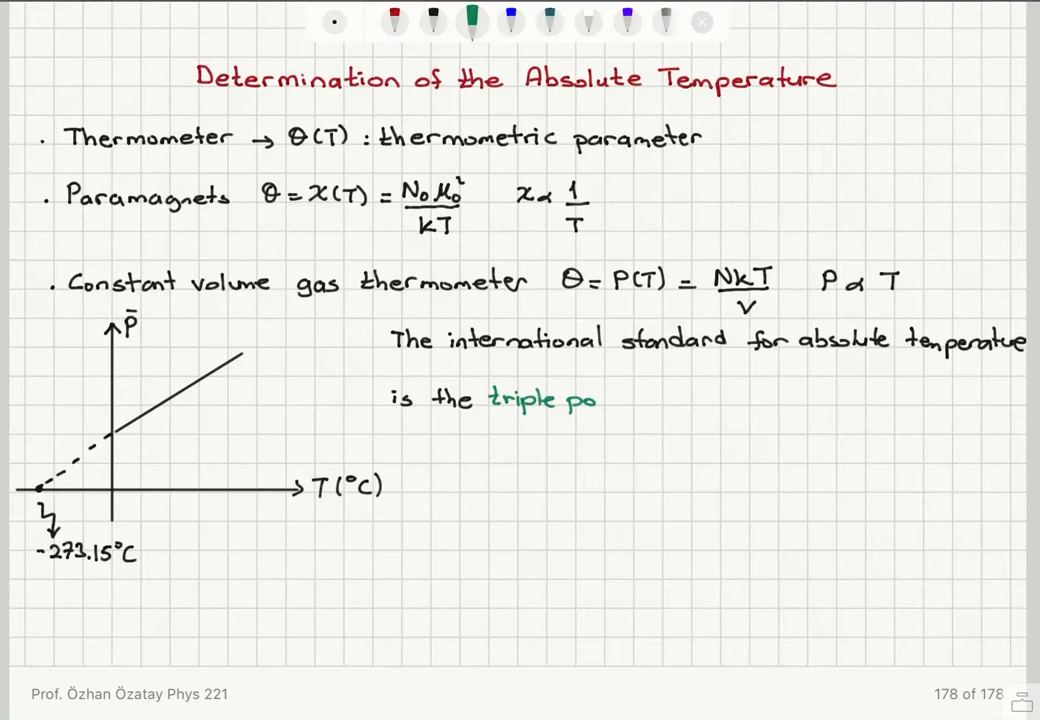 Determination of the Absolute Temperature
. Thermometer → θ(T) : thermometric parameter
. Paramagnets θ = χ(T) = N₀μ₀²/kT χ ∝ 1/T
. Constant volume gas thermometer θ = P(T) = NkT/V P ∝ T
P̄
The international standard for absolute temperature
is the triple po
T(°C)
-273.15°C
Prof. Özhan Özatay Phys 221
178 of 178